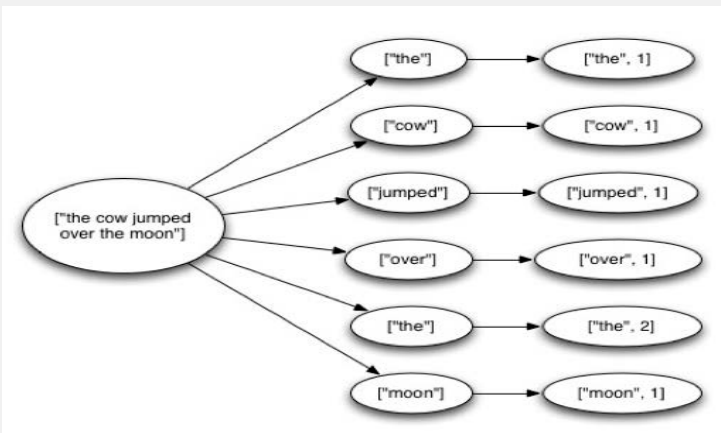 ["the"]
["the", 1]
["cow"]
["cow", 1]
["jumped"]
["jumped", 1]
["the cow jumped
over the moon"]
["over"]
["over", 1]
["the"]
["the", 2]
["moon"]
["moon", 1]